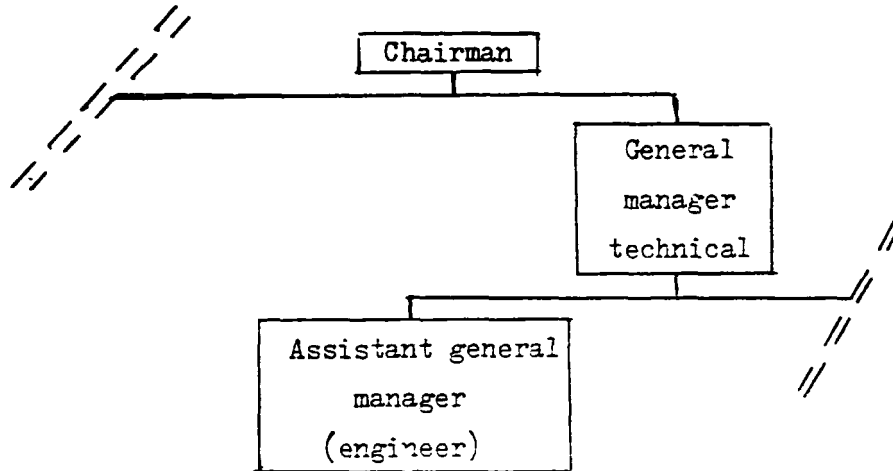 Chairman
General
manager
technical
Assistant general
manager
(engineer)